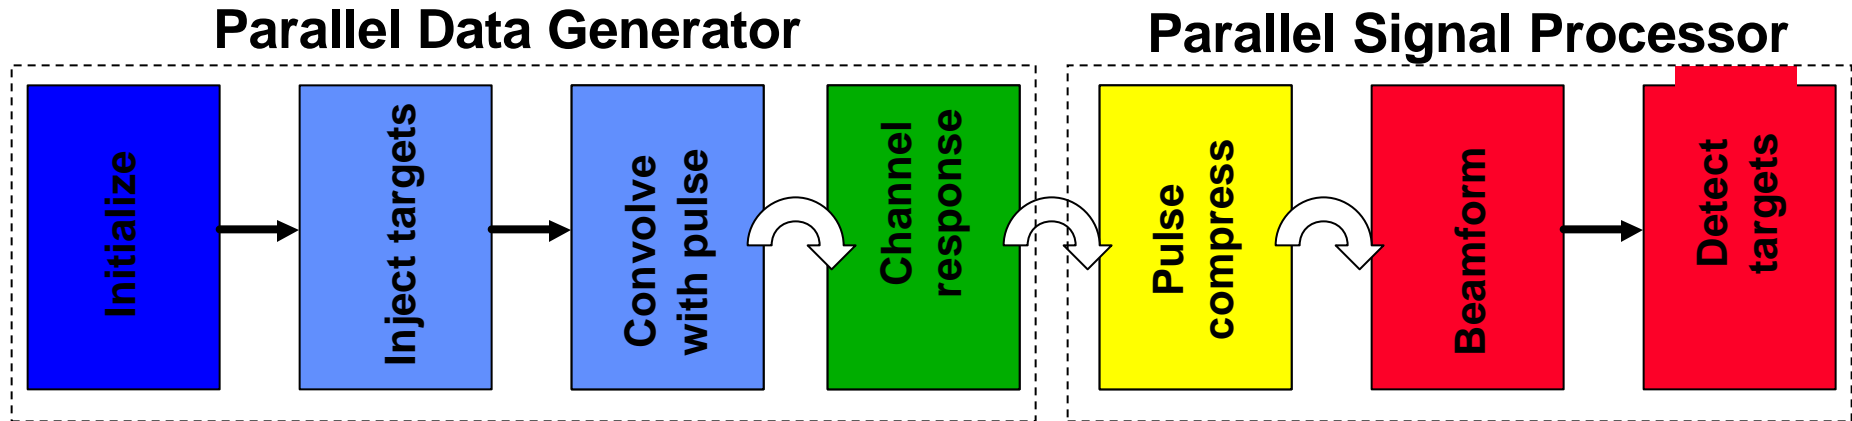 Parallel Data Generator
Parallel Signal Processor
Initialize
Inject targets
Convolve
with pulse
Channel
response
Pulse
compress
Beamform
Detect
targets